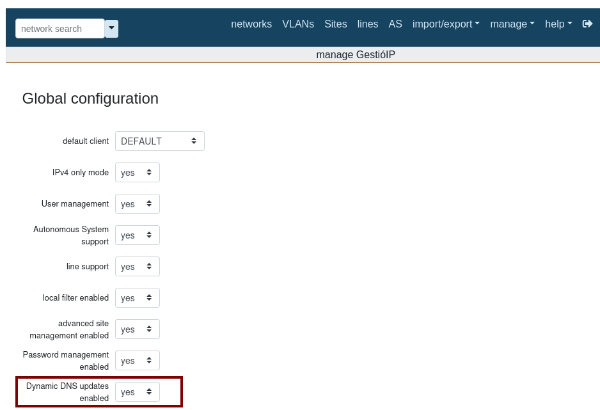 network search networks VLANs Sites lines AS import/export manage help
manage GestióIP
Global configuration
default client DEFAULT
IPv4 only mode yes
User management yes
Autonomous System
support yes
line support yes
local filter enabled yes
advanced site
management enabled yes
Password management
enabled yes
Dynamic DNS updates
enabled yes